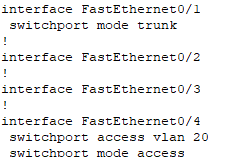 interface FastEthernet0/1
 switchport mode trunk
!
interface FastEthernet0/2
!
interface FastEthernet0/3
!
interface FastEthernet0/4
 switchport access vlan 20
 switchport mode access